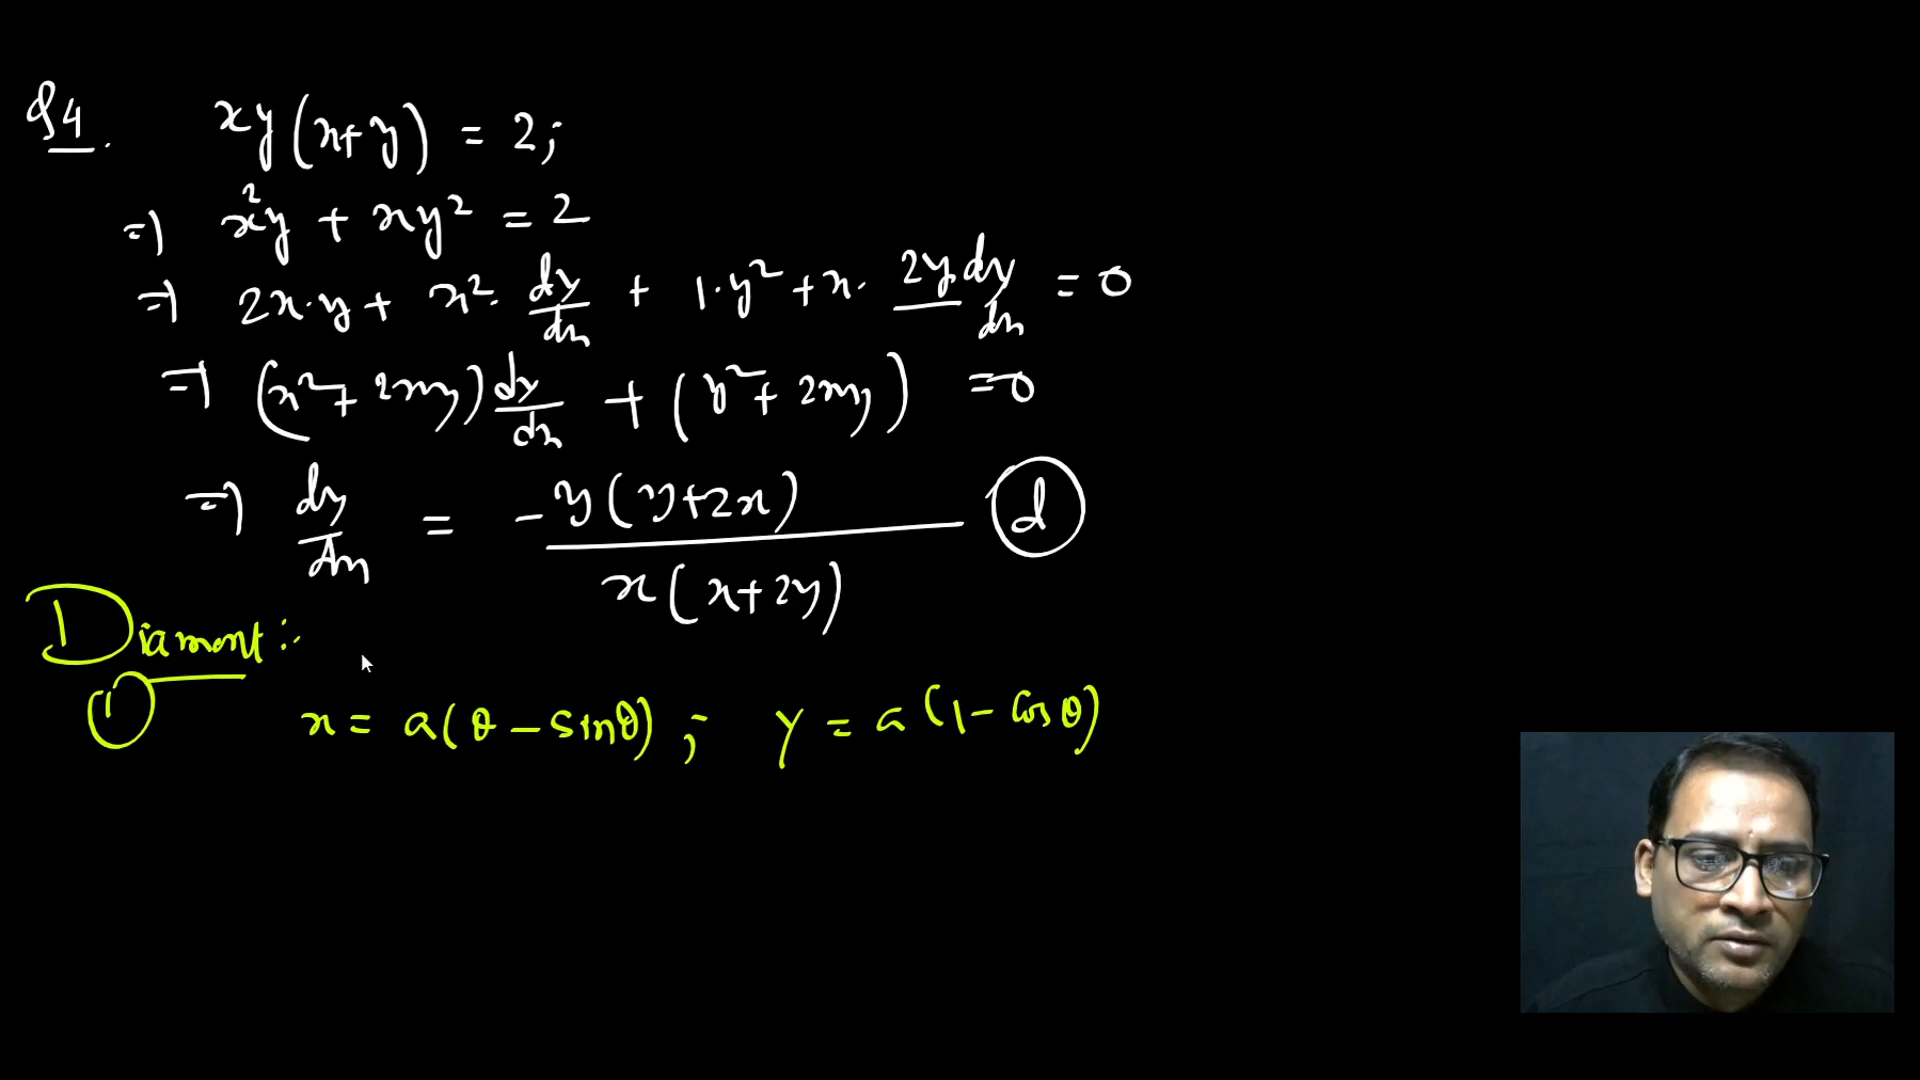 Q4. xy(x+y) = 2;
⇒ x²y + xy² = 2
⇒ 2x·y + x²· dy/dx + 1·y² + x· 2y dy/dx = 0
⇒ (x²+2xy) dy/dx + (y²+2xy) = 0
⇒ dy/dx = -y(y+2x) / x(x+2y) (d)
Diamont :-
① x = a(θ - sinθ) ; y = a(1 - cosθ)